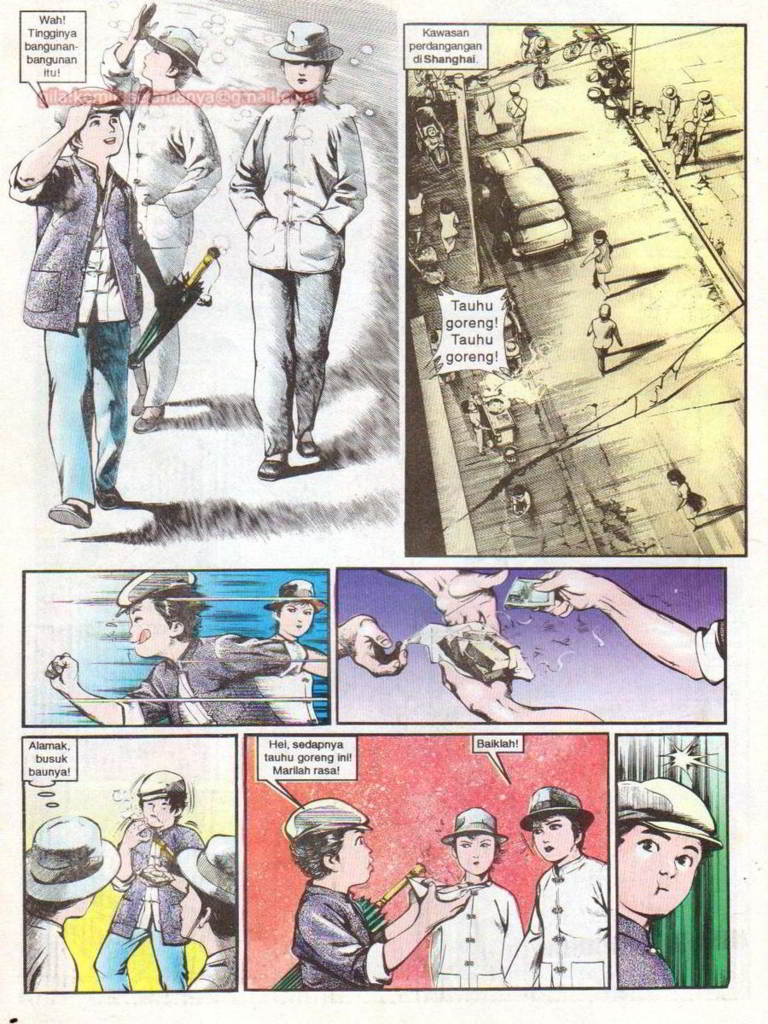 Wah!
Tingginya
bangunan-
bangunan
itu!
Kawasan
perdangangan
di Shanghai.
Tauhu
goreng!
Tauhu
goreng!
Alamak,
busuk
baunya!
Hei, sedapnya
tauhu goreng ini!
Marilah rasa!
Baiklah!